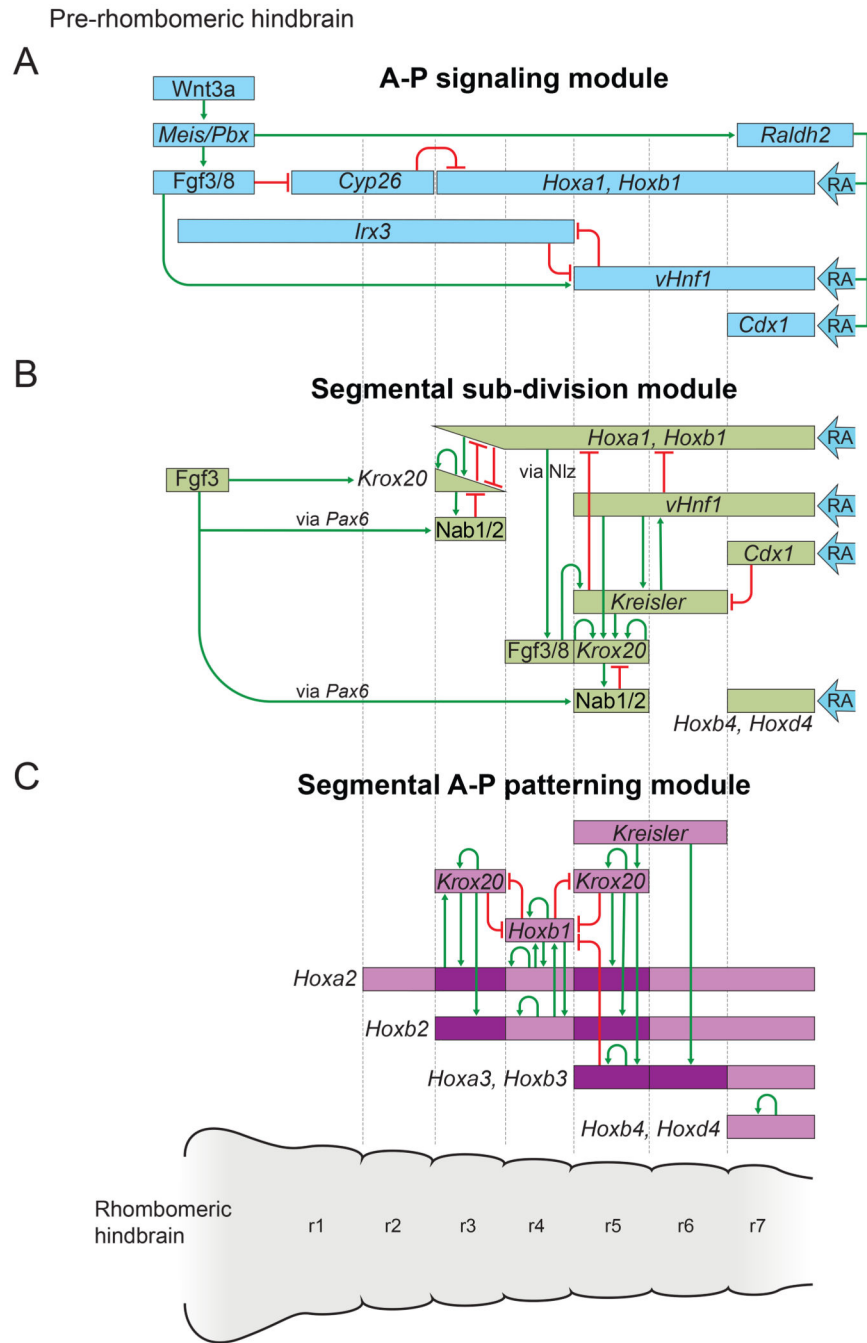 Pre-rhombomeric hindbrain
A
A-P signaling module
Wnt3a
Meis/Pbx
Raldh2
Fgf3/8
Cyp26
Hoxa1, Hoxb1
RA
Irx3
vHnf1
RA
Cdx1
RA
B
Segmental sub-division module
Hoxa1, Hoxb1
RA
Fgf3
Krox20
via Nlz
vHnf1
RA
via Pax6
Nab1/2
Cdx1
RA
Kreisler
Fgf3/8
Krox20
via Pax6
Nab1/2
RA
Hoxb4, Hoxd4
C
Segmental A-P patterning module
Kreisler
Krox20
Krox20
Hoxb1
Hoxa2
Hoxb2
Hoxa3, Hoxb3
Hoxb4, Hoxd4
Rhombomeric
hindbrain
r1
r2
r3
r4
r5
r6
r7